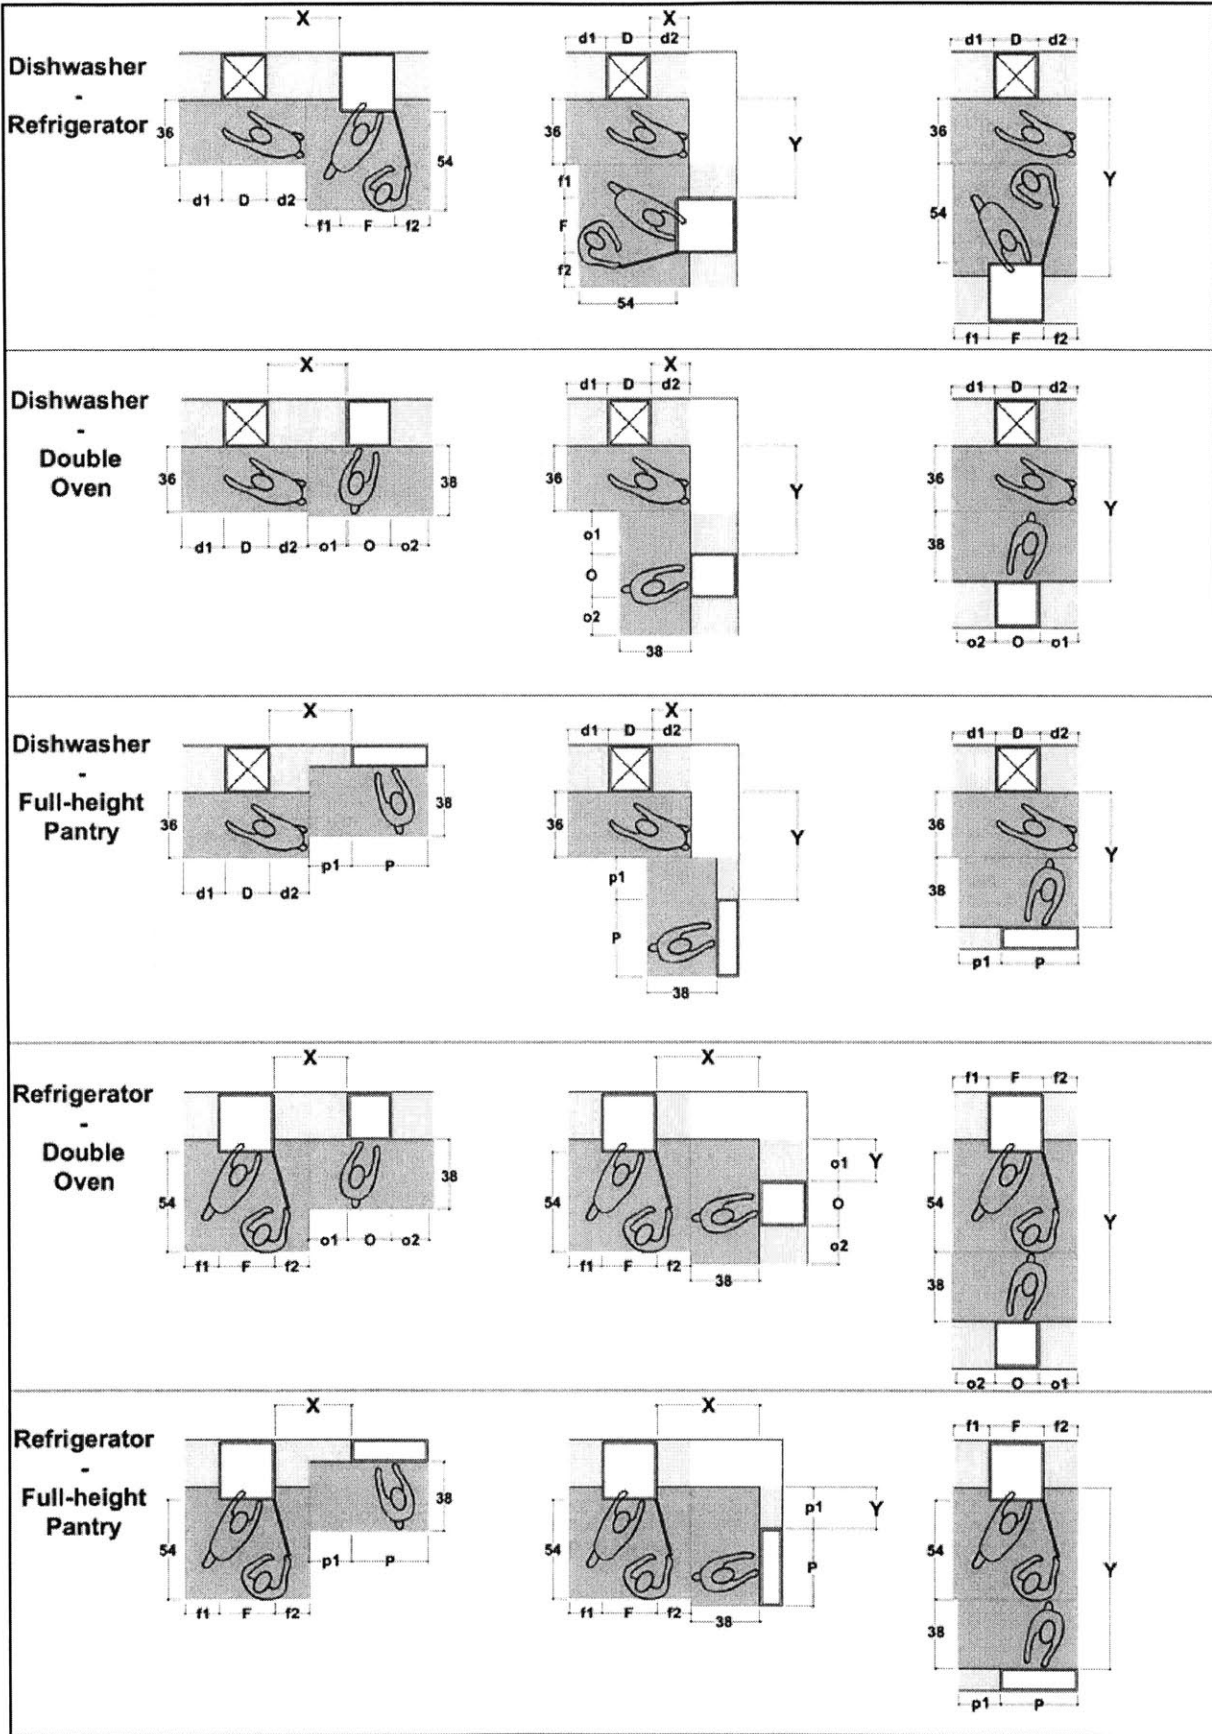 Dishwasher
-
Refrigerator
X
36
54
d1 D d2
f1 F f2
X
d1 D d2
36
Y
f1
F
f2
54
d1 D d2
36
54
Y
f1 F f2
Dishwasher
-
Double
Oven
X
36
38
d1 D d2 o1 O o2
X
d1 D d2
36
Y
o1
O
o2
38
d1 D d2
36
38
Y
o2 O o1
Dishwasher
-
Full-height
Pantry
X
36
38
p1 P
d1 D d2
X
d1 D d2
36
Y
p1
P
38
d1 D d2
36
38
Y
p1 P
Refrigerator
-
Double
Oven
X
54
38
o1 O o2
f1 F f2
X
54
o1 Y
O
o2
f1 F f2
38
f1 F f2
54
38
Y
o2 O o1
Refrigerator
-
Full-height
Pantry
X
54
38
p1 P
f1 F f2
X
54
p1 Y
P
f1 F f2
38
f1 F f2
54
38
Y
p1 P